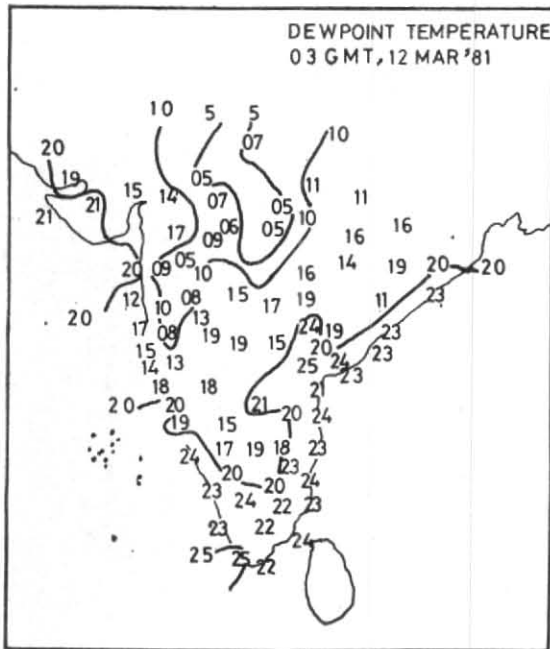 DEWPOINT TEMPERATURE
03 GMT, 12 MAR '81
10 5 5
07 10
20
19 15 14 05 11
21 21 07 05 11
17 06 05 10
09 16 16
20 09 05 10 16 14 19 20 20
12 10 08 15 17 19 11 23
20
17 08 13 19 19 15 24 19 23
15 20 23
14 13 25 24 23
18 18 21
20 20 21 20 24
19 15
24 17 19 18 23
20 23
23 20 24
24 22 23
23 22
24
25 25 22